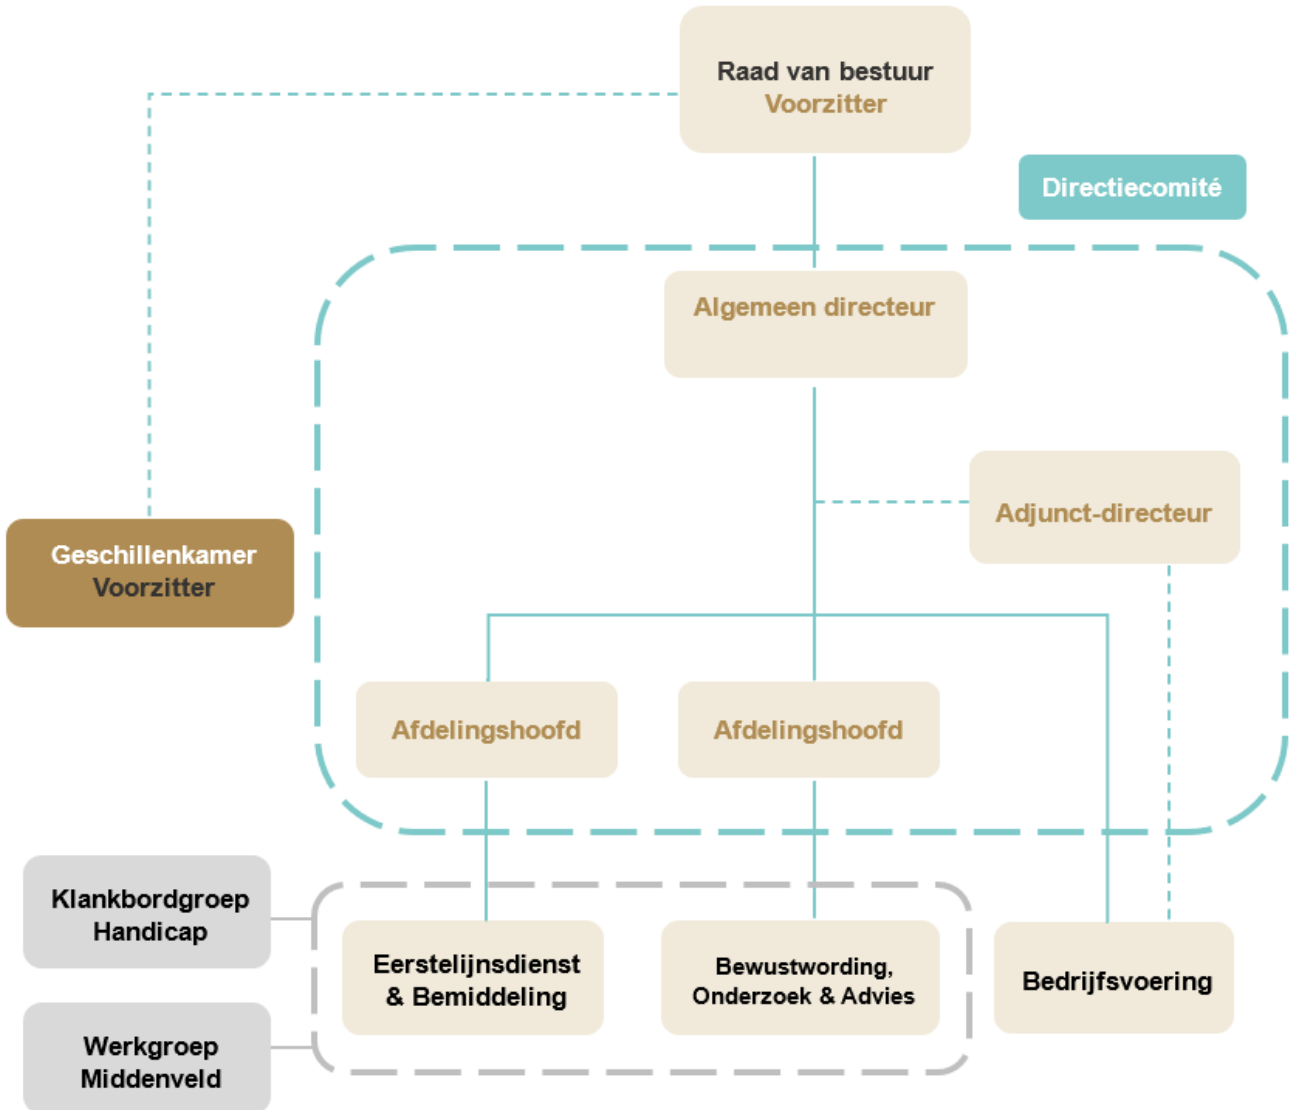 Raad van bestuur
Voorzitter
Directiecomité
Algemeen directeur
Adjunct-directeur
Geschillenkamer
Voorzitter
Afdelingshoofd
Afdelingshoofd
Klankbordgroep
Handicap
Eerstelijnsdienst
& Bemiddeling
Bewustwording,
Onderzoek & Advies
Bedrijfsvoering
Werkgroep
Middenveld